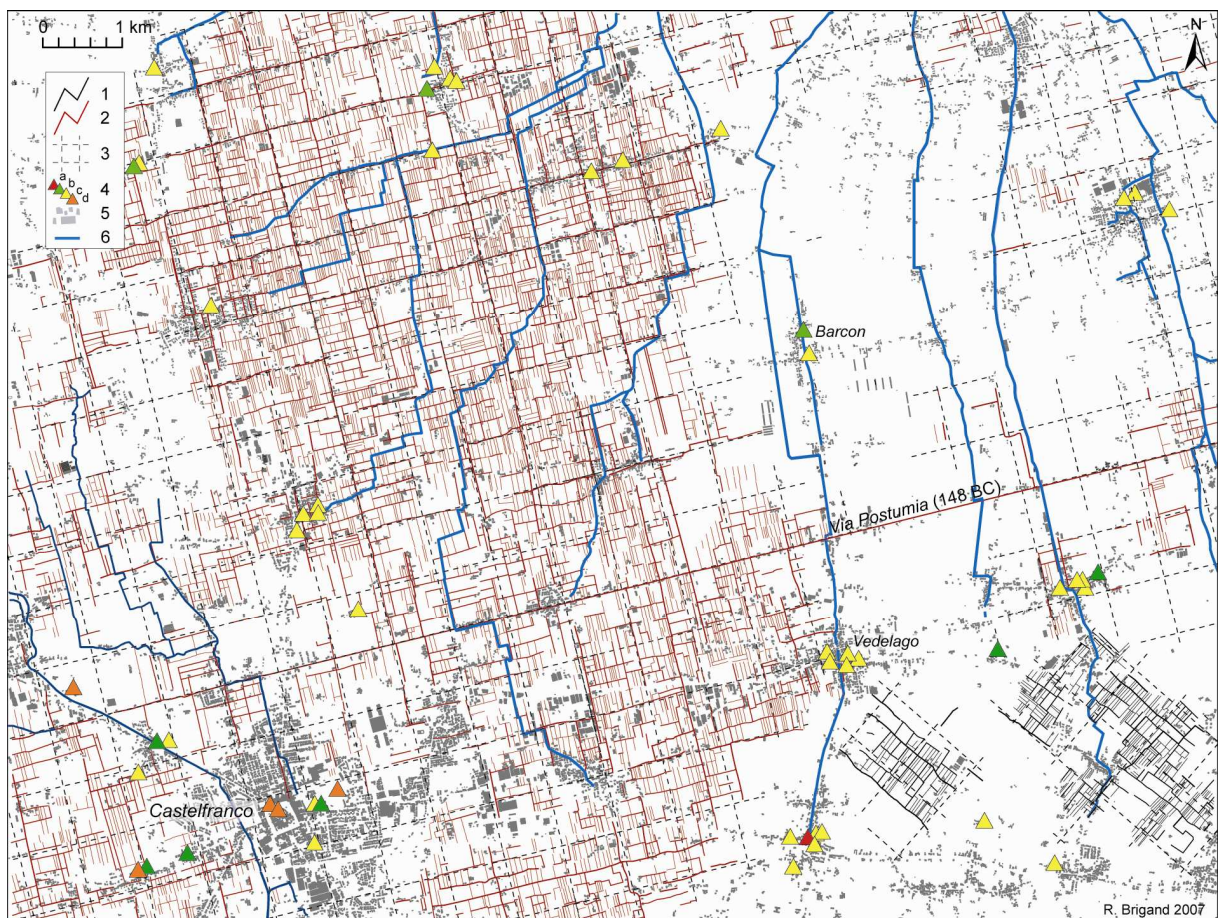 0 1 km
N
1
2
3
a
b
c
d
4
5
6
Barcon
Via Postumia (148 BC)
Vedelago
Castelfranco
R. Brigand 2007